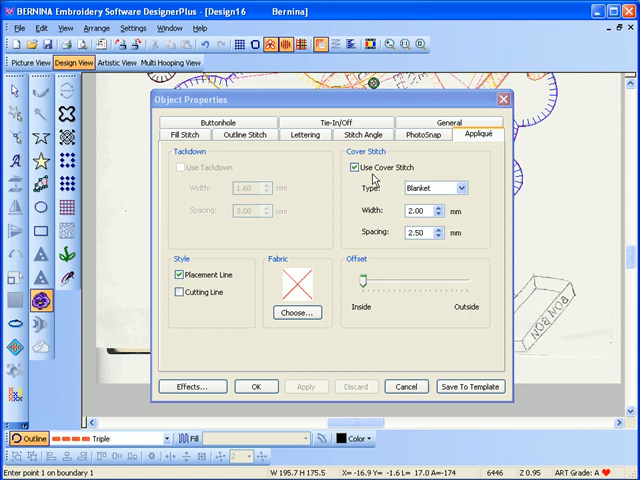 BERNINA Embroidery Software DesignerPlus - [Design16 Bernina]
File Edit View Arrange Settings Window Help
Picture View Design View Artistic View Multi Hooping View
Object Properties
Buttonhole Tie-In/Off General
Fill Stitch Outline Stitch Lettering Stitch Angle PhotoSnap Appliqué
Tackdown Cover Stitch
Use Tackdown Use Cover Stitch
Type: Blanket
Width: 1.60 mm Width: 2.00 mm
Spacing: 3.00 mm Spacing: 2.50 mm
Style Fabric Offset
Placement Line
Cutting Line
Choose... Inside Outside
BON BON
Effects... OK Apply Discard Cancel Save To Template
Outline Triple Fill Color
2
Enter point 1 on boundary 1 W 195.7 H 175.5 X= -16.9 Y= -1.6 L= 17.0 A=-174 6446 Z 0.95 ART Grade: A